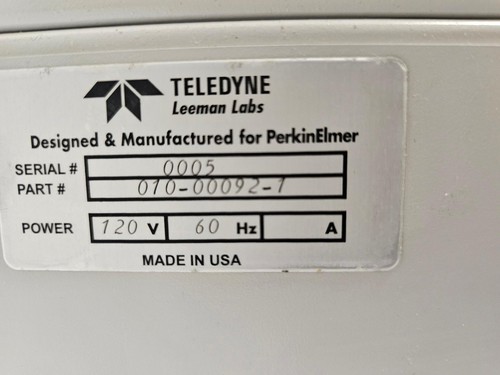 TELEDYNE
Leeman Labs
Designed & Manufactured for PerkinElmer
SERIAL # 0005
PART # 010-00092-1
POWER 120 V 60 Hz A
MADE IN USA